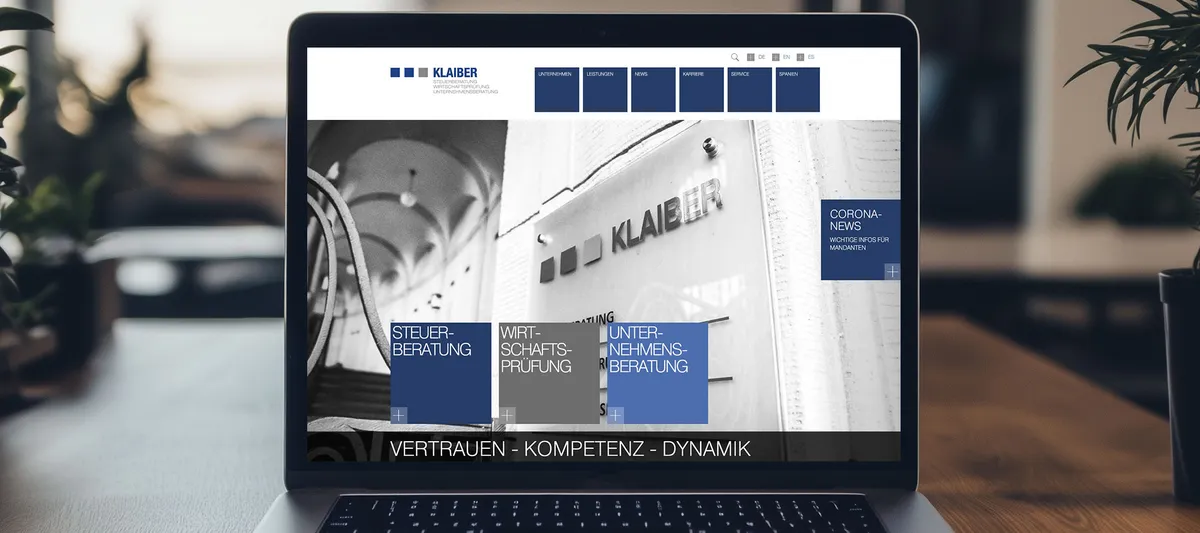 DE EN ES
KLAIBER
STEUERBERATUNG
WIRTSCHAFTSPRÜFUNG
UNTERNEHMENSBERATUNG
UNTERNEHMEN LEISTUNGEN NEWS KARRIERE SERVICE SPANIEN
KLAIBER
CORONA-
NEWS
WICHTIGE INFOS FÜR
MANDANTEN
STEUER-
BERATUNG
WIRT-
SCHAFTS-
PRÜFUNG
UNTER-
NEHMENS-
BERATUNG
VERTRAUEN - KOMPETENZ - DYNAMIK